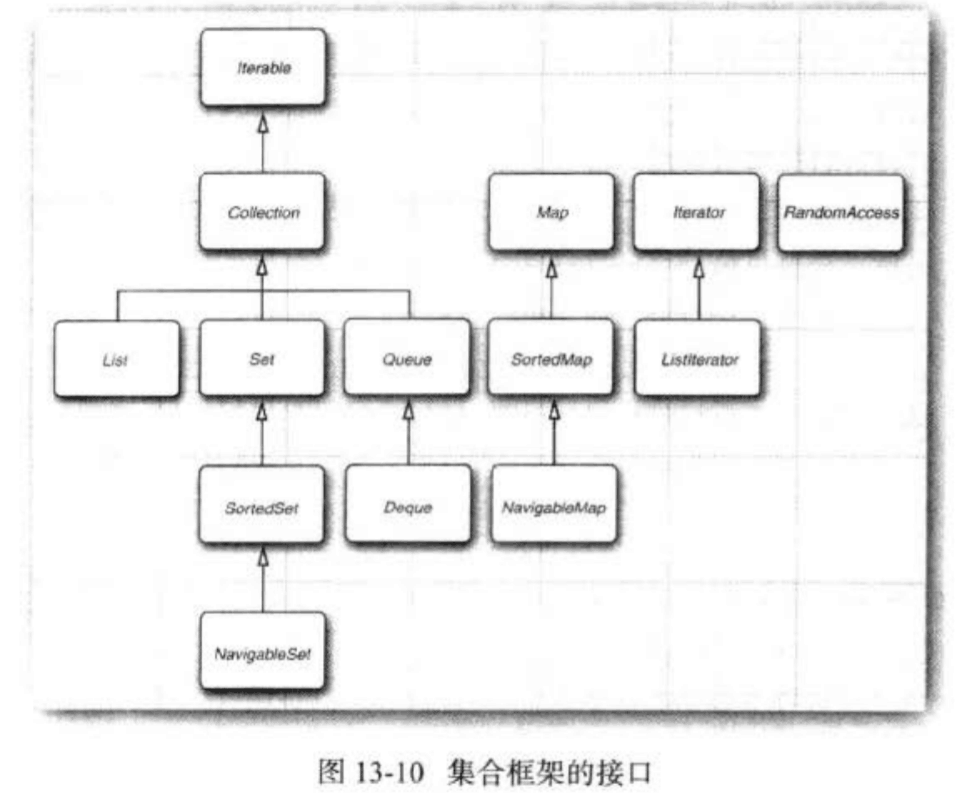 Iterable
Collection
Map
Iterator
RandomAccess
List
Set
Queue
SortedMap
ListIterator
SortedSet
Deque
NavigableMap
NavigableSet
图 13-10 集合框架的接口